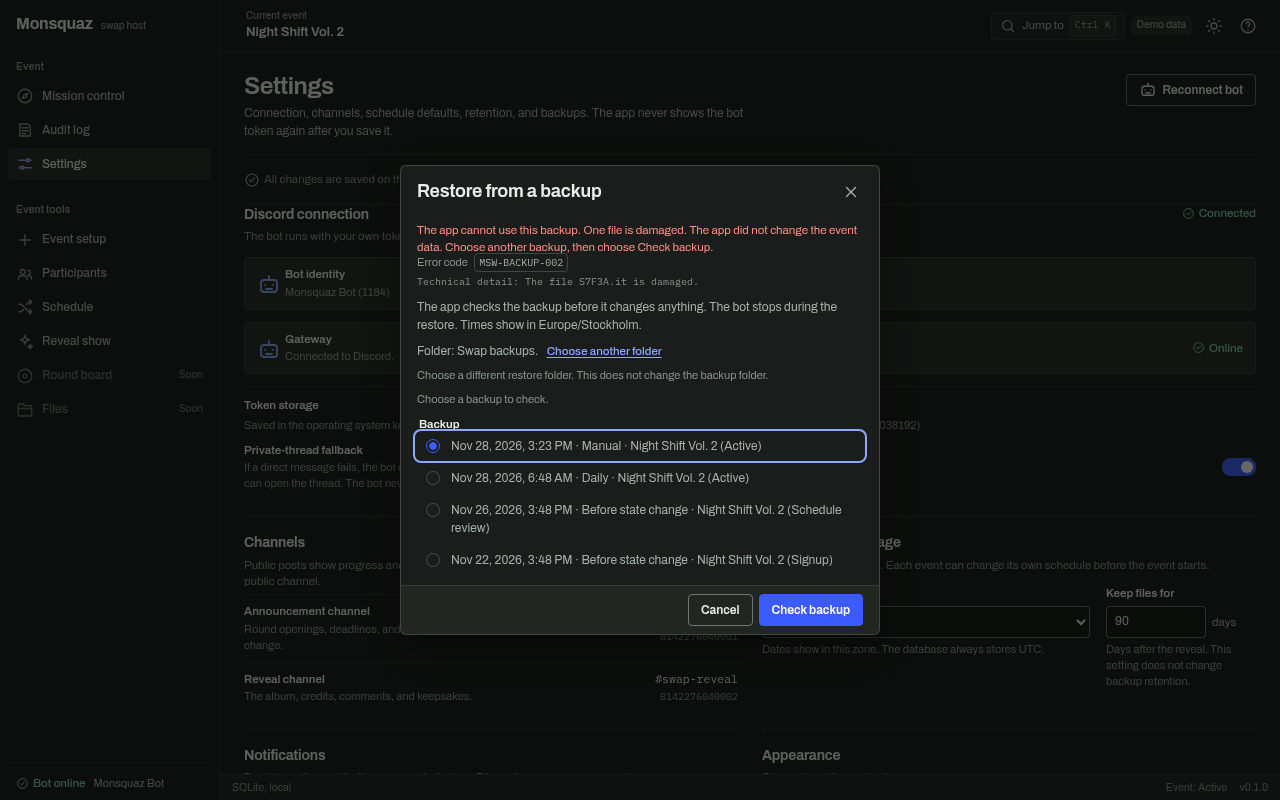 Monsquaz swap host
Current event
Night Shift Vol. 2
Jump to Ctrl K
Demo data
Event
Mission control
Audit log
Settings
Event tools
Event setup
Participants
Schedule
Reveal show
Round board Soon
Files Soon
Bot online Monsquaz Bot
Settings
Connection, channels, schedule defaults, retention, and backups. The app never shows the bot
token again after you save it.
Reconnect bot
All changes are saved on th
Discord connection
Connected
The bot runs with your own toke
Bot identity
Monsquaz Bot (1184)
Gateway
Connected to Discord.
Online
Token storage
Saved in the operating system ke
038192)
Private-thread fallback
If a direct message fails, the bot
can open the thread. The bot nev
Restore from a backup
The app cannot use this backup. One file is damaged. The app did not change the event
data. Choose another backup, then choose Check backup.
Error code MSW-BACKUP-002
Technical detail: The file S7F3A.it is damaged.
The app checks the backup before it changes anything. The bot stops during the
restore. Times show in Europe/Stockholm.
Folder: Swap backups. Choose another folder
Choose a different restore folder. This does not change the backup folder.
Choose a backup to check.
Backup
Nov 28, 2026, 3:23 PM · Manual · Night Shift Vol. 2 (Active)
Nov 28, 2026, 6:48 AM · Daily · Night Shift Vol. 2 (Active)
Nov 26, 2026, 3:48 PM · Before state change · Night Shift Vol. 2 (Schedule
review)
Nov 22, 2026, 3:48 PM · Before state change · Night Shift Vol. 2 (Signup)
Cancel
Check backup
Channels
Public posts show progress and
public channel.
Announcement channel
Round openings, deadlines, and
change.
8142276040001
Reveal channel
The album, credits, comments, and keepsakes.
#swap-reveal
8142276040002
age
. Each event can change its own schedule before the event starts.
Keep files for
90 days
Dates show in this zone. The database always stores UTC.
Days after the reveal. This
setting does not change
backup retention.
Notifications
Appearance
SQLite, local
Event: Active v0.1.0